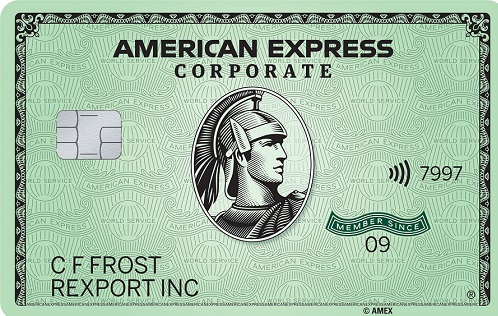 AMERICAN EXPRESS
CORPORATE
7997
MEMBER SINCE
09
C F FROST
REXPORT INC
®
© AMEX